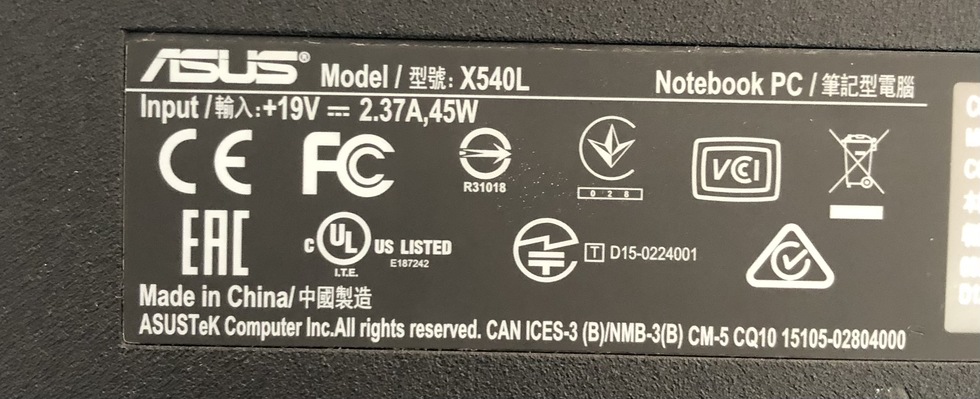 ASUS® Model / 型號: X540L Notebook PC / 筆記型電腦
Input / 輸入: +19V ⎓ 2.37A,45W
CE FC R31018 028 VCI
EAC C UL US LISTED I.T.E. E187242 T D15-0224001
Made in China/ 中國製造
ASUSTeK Computer Inc.All rights reserved. CAN ICES-3 (B)/NMB-3(B) CM-5 CQ10 15105-02804000